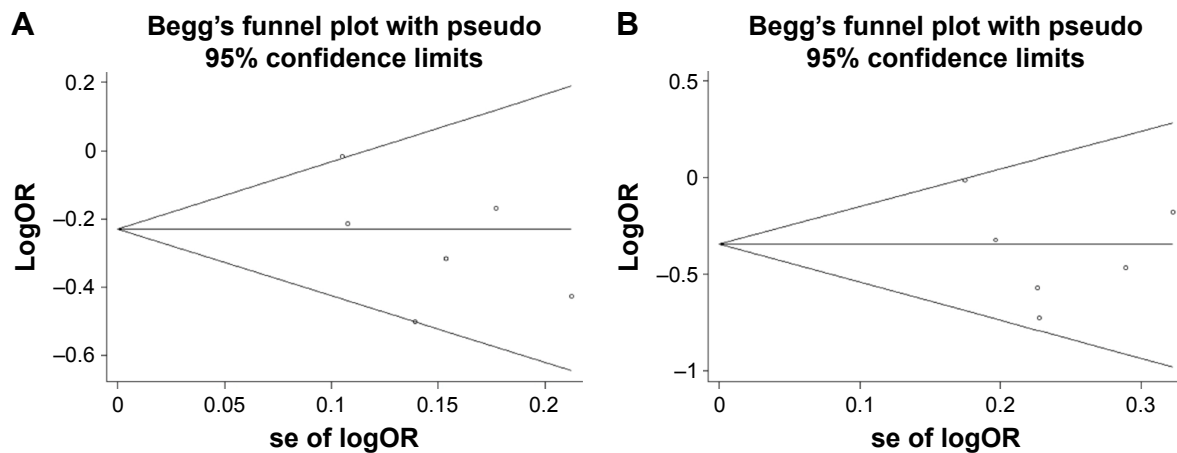 A
Begg’s funnel plot with pseudo
95% confidence limits
LogOR
0.2
0
–0.2
–0.4
–0.6
0
0.05
0.1
0.15
0.2
se of logOR
B
Begg’s funnel plot with pseudo
95% confidence limits
LogOR
0.5
0
–0.5
–1
0
0.1
0.2
0.3
se of logOR